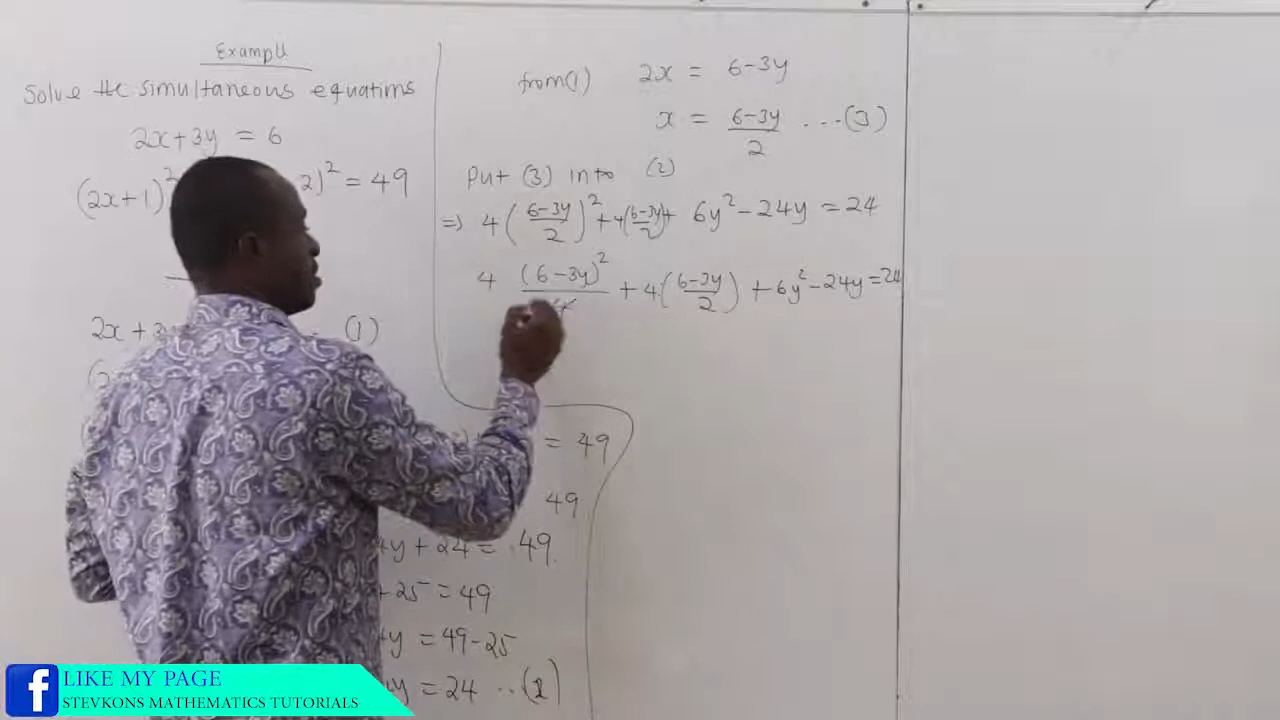 Example
Solve the simultaneous equations
2x+3y = 6
(2x+1)² 2)² = 49
2x + 3 (1)
= 49
49
4y + 24 = 49
+ 25 = 49
4y = 49-25
y = 24 ..(2)
from(1) 2x = 6-3y
x = (6-3y)/2 ...(3)
Put (3) into (2)
⇒ 4((6-3y)/2)² + 4((6-3y)/2) + 6y² - 24y = 24
4 (6-3y)²/4 + 4((6-3y)/2) + 6y² - 24y = 24
LIKE MY PAGE
STEVKONS MATHEMATICS TUTORIALS